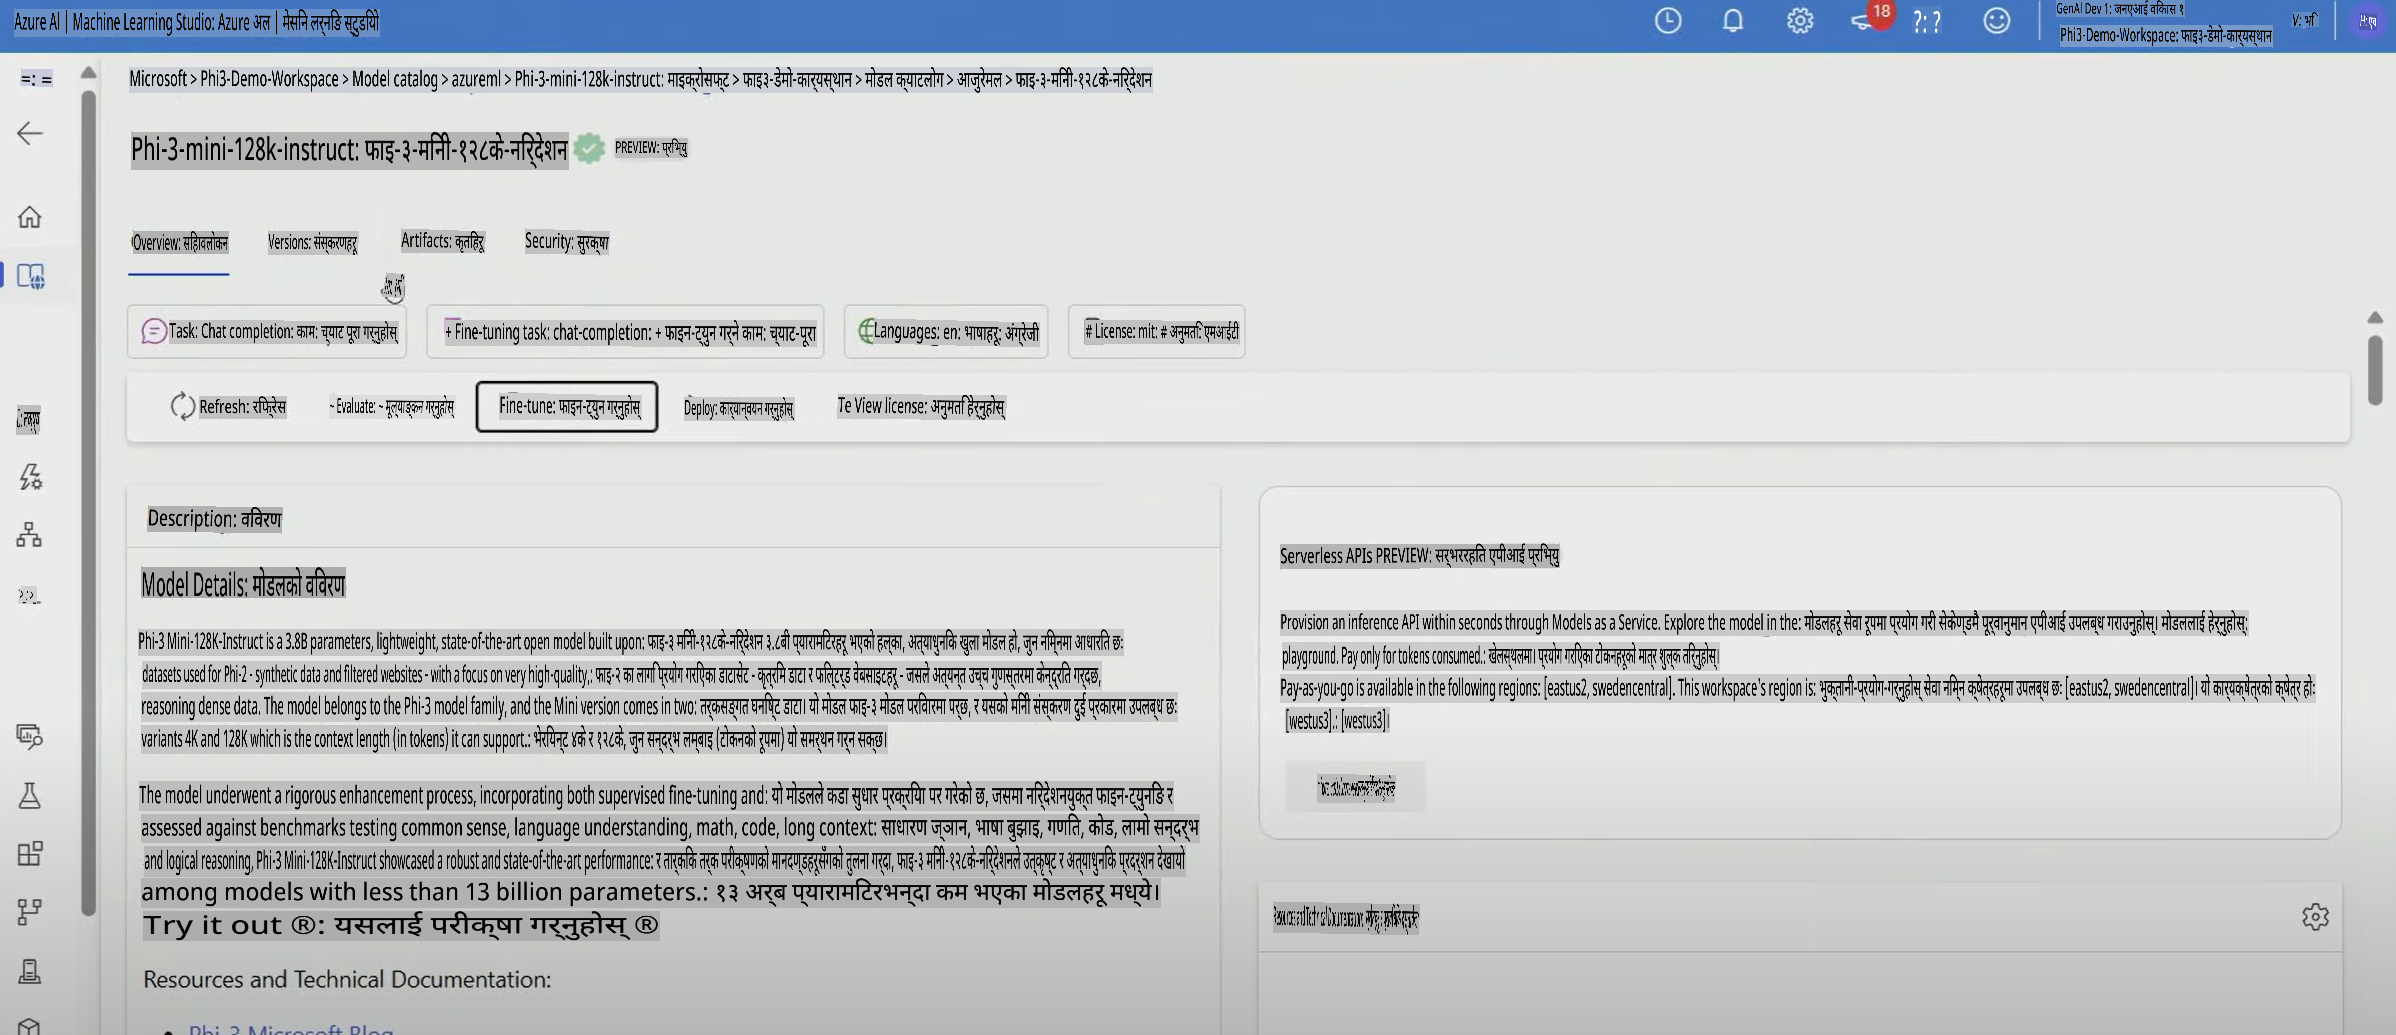 Azure AI | Machine Learning Studio: Azure अल | मेसिन लर्निङ स्टुडियो
18
?: ?
GenAI Dev 1: जनएआई विकास १
Phi3-Demo-Workspace: फाइ३-डेमो-कार्यस्थान
=: =
Microsoft > Phi3-Demo-Workspace > Model catalog > azureml > Phi-3-mini-128k-instruct: माइक्रोसफ्ट > फाइ३-डेमो-कार्यस्थान > मोडल क्याटलोग > आजुरेमल > फाइ-३-मिनी-१२८के-निर्देशन
Phi-3-mini-128k-instruct: फाइ-३-मिनी-१२८के-निर्देशन
PREVIEW: प्रिभ्यु
Overview: सिंहावलोकन
Versions: संस्करणहरू
Artifacts: कृतिहरू
Security: सुरक्षा
Task: Chat completion: काम: च्याट पूरा गर्नुहोस्
+ Fine-tuning task: chat-completion: + फाइन-ट्युन गर्ने काम: च्याट-पूरा
Languages: en: भाषाहरू: अंग्रेजी
# License: mit: # अनुमति: एमआईटी
Refresh: रिफ्रेस
~ Evaluate: ~ मूल्याङ्कन गर्नुहोस्
Fine-tune: फाइन-ट्युन गर्नुहोस्
Deploy: कार्यान्वयन गर्नुहोस्
Te View license: अनुमति हेर्नुहोस्
Description: विवरण
Model Details: मोडलको विवरण
Phi-3 Mini-128K-Instruct is a 3.8B parameters, lightweight, state-of-the-art open model built upon: फाइ-३ मिनी-१२८के-निर्देशन ३.८बी प्यारामिटरहरू भएको हल्का, अत्याधुनिक खुला मोडल हो, जुन निम्नमा आधारित छ:
datasets used for Phi-2 - synthetic data and filtered websites - with a focus on very high-quality,: फाइ-२ का लागि प्रयोग गरिएका डाटासेट - कृत्रिम डाटा र फिल्टर्ड वेबसाइटहरू - जसले अत्यन्त उच्च गुणस्तरमा केन्द्रित गर्दछ,
reasoning dense data. The model belongs to the Phi-3 model family, and the Mini version comes in two: तर्कसङ्गत घनिष्ट डाटा। यो मोडल फाइ-३ मोडल परिवारमा पर्छ, र यसको मिनी संस्करण दुई प्रकारमा उपलब्ध छ:
variants 4K and 128K which is the context length (in tokens) it can support.: भेरियन्ट ४के र १२८के, जुन सन्दर्भ लम्बाइ (टोकनको रूपमा) यो समर्थन गर्न सक्छ।
The model underwent a rigorous enhancement process, incorporating both supervised fine-tuning and: यो मोडलले कडा सुधार प्रक्रिया पर गरेको छ, जसमा निर्देशनयुक्त फाइन-ट्युनिङ र
assessed against benchmarks testing common sense, language understanding, math, code, long context: साधारण ज्ञान, भाषा बुझाइ, गणित, कोड, लामो सन्दर्भ
and logical reasoning, Phi-3 Mini-128K-Instruct showcased a robust and state-of-the-art performance: र तार्किक तर्क परीक्षणको मानदण्डहरूसँगको तुलना गर्दा, फाइ-३ मिनी-१२८के-निर्देशनले उत्कृष्ट र अत्याधुनिक प्रदर्शन देखायो
among models with less than 13 billion parameters.: १३ अर्ब प्यारामिटरभन्दा कम भएका मोडलहरू मध्ये।
Try it out ®: यसलाई परीक्षा गर्नुहोस् ®
Resources and Technical Documentation:
Phi-3 Microsoft Blog
Serverless APIs PREVIEW: सर्भररहित एपीआई प्रिभ्यु
Provision an inference API within seconds through Models as a Service. Explore the model in the: मोडलहरू सेवा रूपमा प्रयोग गरी सेकेण्डमै पूर्वानुमान एपीआई उपलब्ध गराउनुहोस्। मोडललाई हेर्नुहोस्:
playground. Pay only for tokens consumed.: खेलस्थलमा। प्रयोग गरिएका टोकनहरूको मात्र शुल्क तिर्नुहोस्।
Pay-as-you-go is available in the following regions: [eastus2, swedencentral]. This workspace's region is: भुक्तानी-प्रयोग-गर्नुहोस् सेवा निम्न क्षेत्रहरूमा उपलब्ध छ: [eastus2, swedencentral]। यो कार्यक्षेत्रको क्षेत्र हो:
[westus3].: [westus3]।